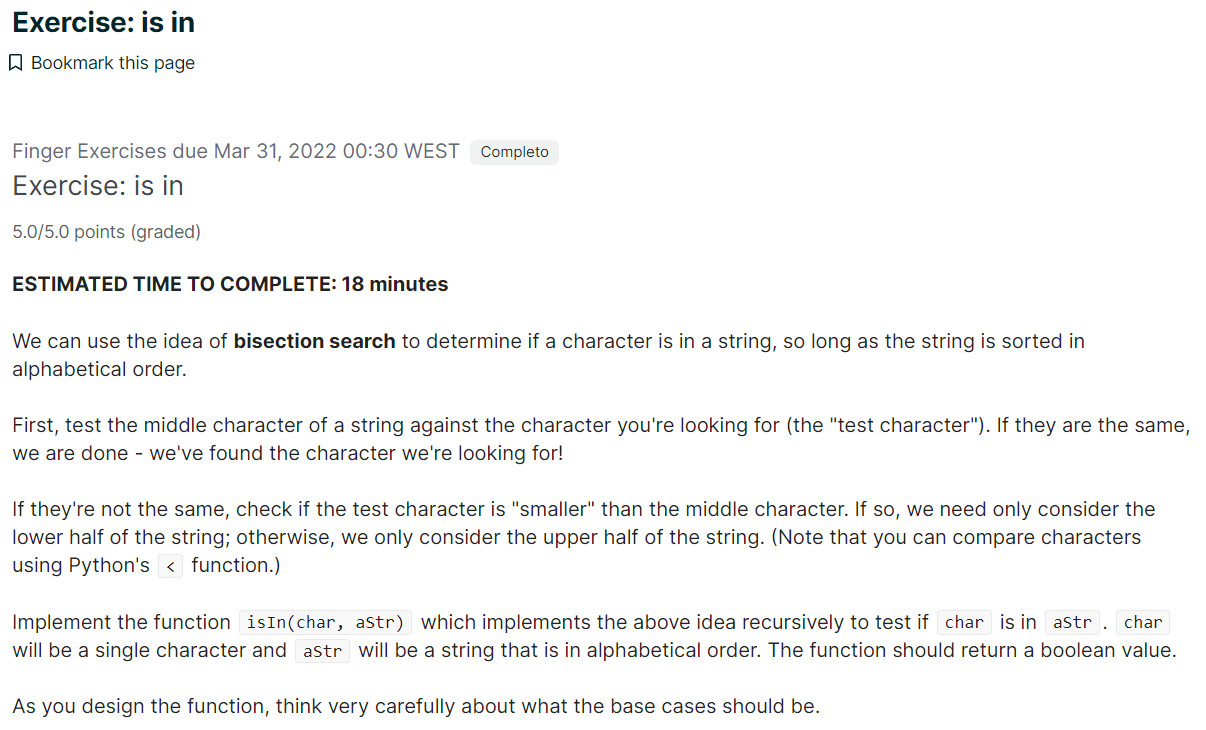 Exercise: is in
Bookmark this page
Finger Exercises due Mar 31, 2022 00:30 WEST Completo
Exercise: is in
5.0/5.0 points (graded)
ESTIMATED TIME TO COMPLETE: 18 minutes
We can use the idea of bisection search to determine if a character is in a string, so long as the string is sorted in
alphabetical order.
First, test the middle character of a string against the character you're looking for (the "test character"). If they are the same,
we are done - we've found the character we're looking for!
If they're not the same, check if the test character is "smaller" than the middle character. If so, we need only consider the
lower half of the string; otherwise, we only consider the upper half of the string. (Note that you can compare characters
using Python's < function.)
Implement the function isIn(char, aStr) which implements the above idea recursively to test if char is in aStr . char
will be a single character and aStr will be a string that is in alphabetical order. The function should return a boolean value.
As you design the function, think very carefully about what the base cases should be.